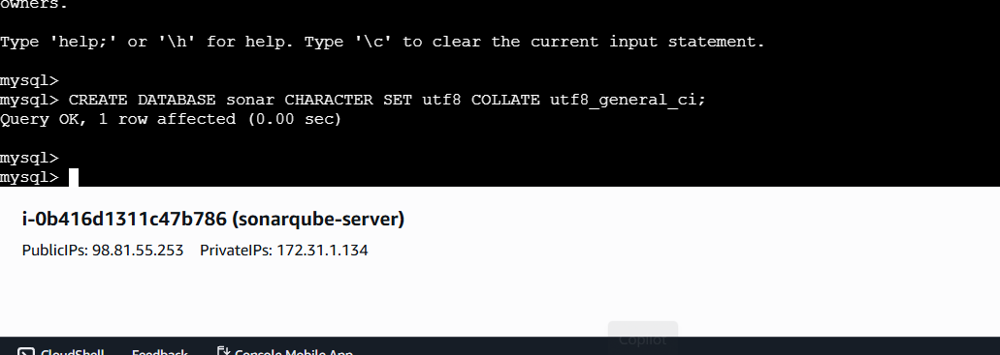 owners.
Type 'help;' or '\h' for help. Type '\c' to clear the current input statement.
mysql>
mysql> CREATE DATABASE sonar CHARACTER SET utf8 COLLATE utf8_general_ci;
Query OK, 1 row affected (0.00 sec)
mysql>
mysql>
i-0b416d1311c47b786 (sonarqube-server)
PublicIPs: 98.81.55.253 PrivateIPs: 172.31.1.134
Copilot
CloudShell Feedback Console Mobile App